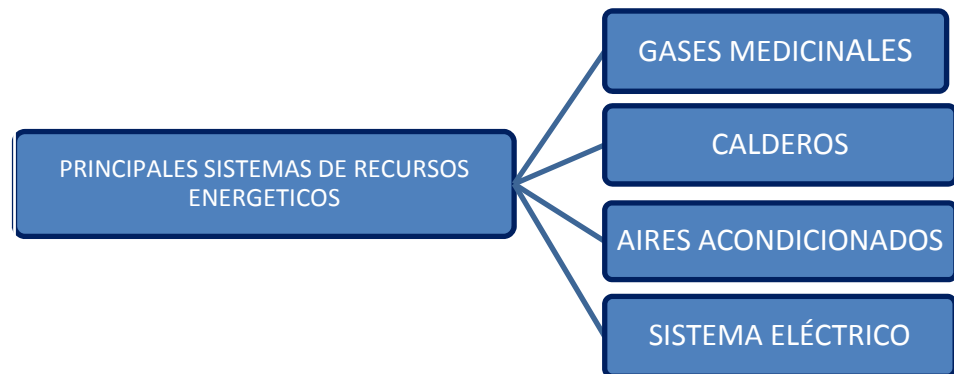 PRINCIPALES SISTEMAS DE RECURSOS
ENERGETICOS
GASES MEDICINALES
CALDEROS
AIRES ACONDICIONADOS
SISTEMA ELÉCTRICO